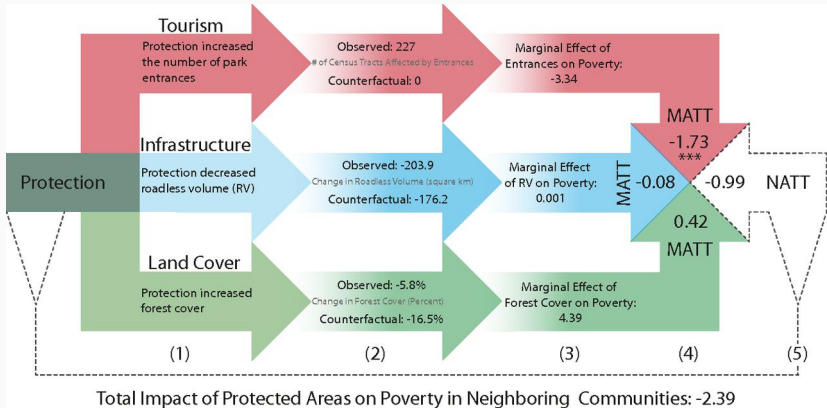 Tourism
Protection increased
the number of park
entrances
Observed: 227
# of Census Tracts Affected by Entrances
Counterfactual: 0
Marginal Effect of
Entrances on Poverty:
-3.34
MATT
-1.73
***
Protection
Infrastructure
Protection decreased
roadless volume (RV)
Observed: -203.9
Change in Roadless Volume (square km)
Counterfactual: -176.2
Marginal Effect
of RV on Poverty:
0.001
MATT
-0.08
-0.99
NATT
Land Cover
Protection increased
forest cover
Observed: -5.8%
Change in Forest Cover (Percent)
Counterfactual: -16.5%
Marginal Effect of
Forest Cover on Poverty:
4.39
0.42
MATT
(1)
(2)
(3)
(4)
(5)
Total Impact of Protected Areas on Poverty in Neighboring Communities: -2.39